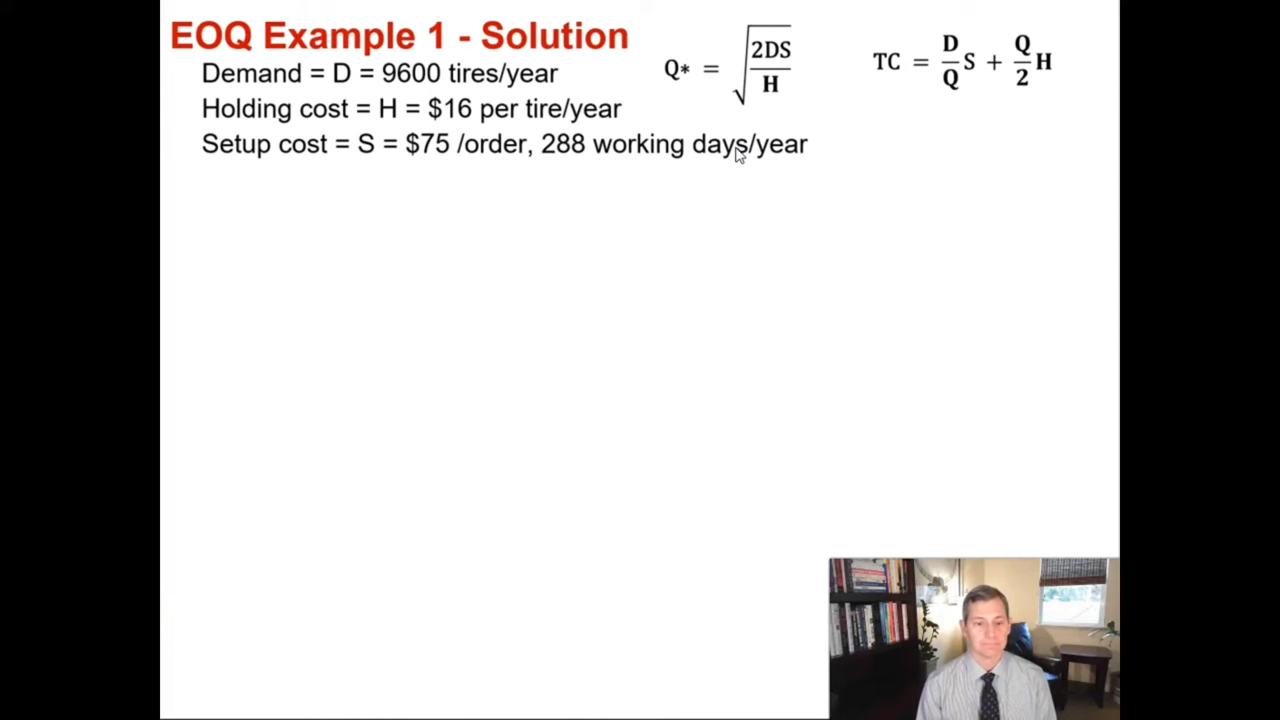 EOQ Example 1 - Solution
Demand = D = 9600 tires/year
Holding cost = H = $16 per tire/year
Setup cost = S = $75 /order, 288 working days/year
Q* = √(2DS/H)
TC = D/Q S + Q/2 H